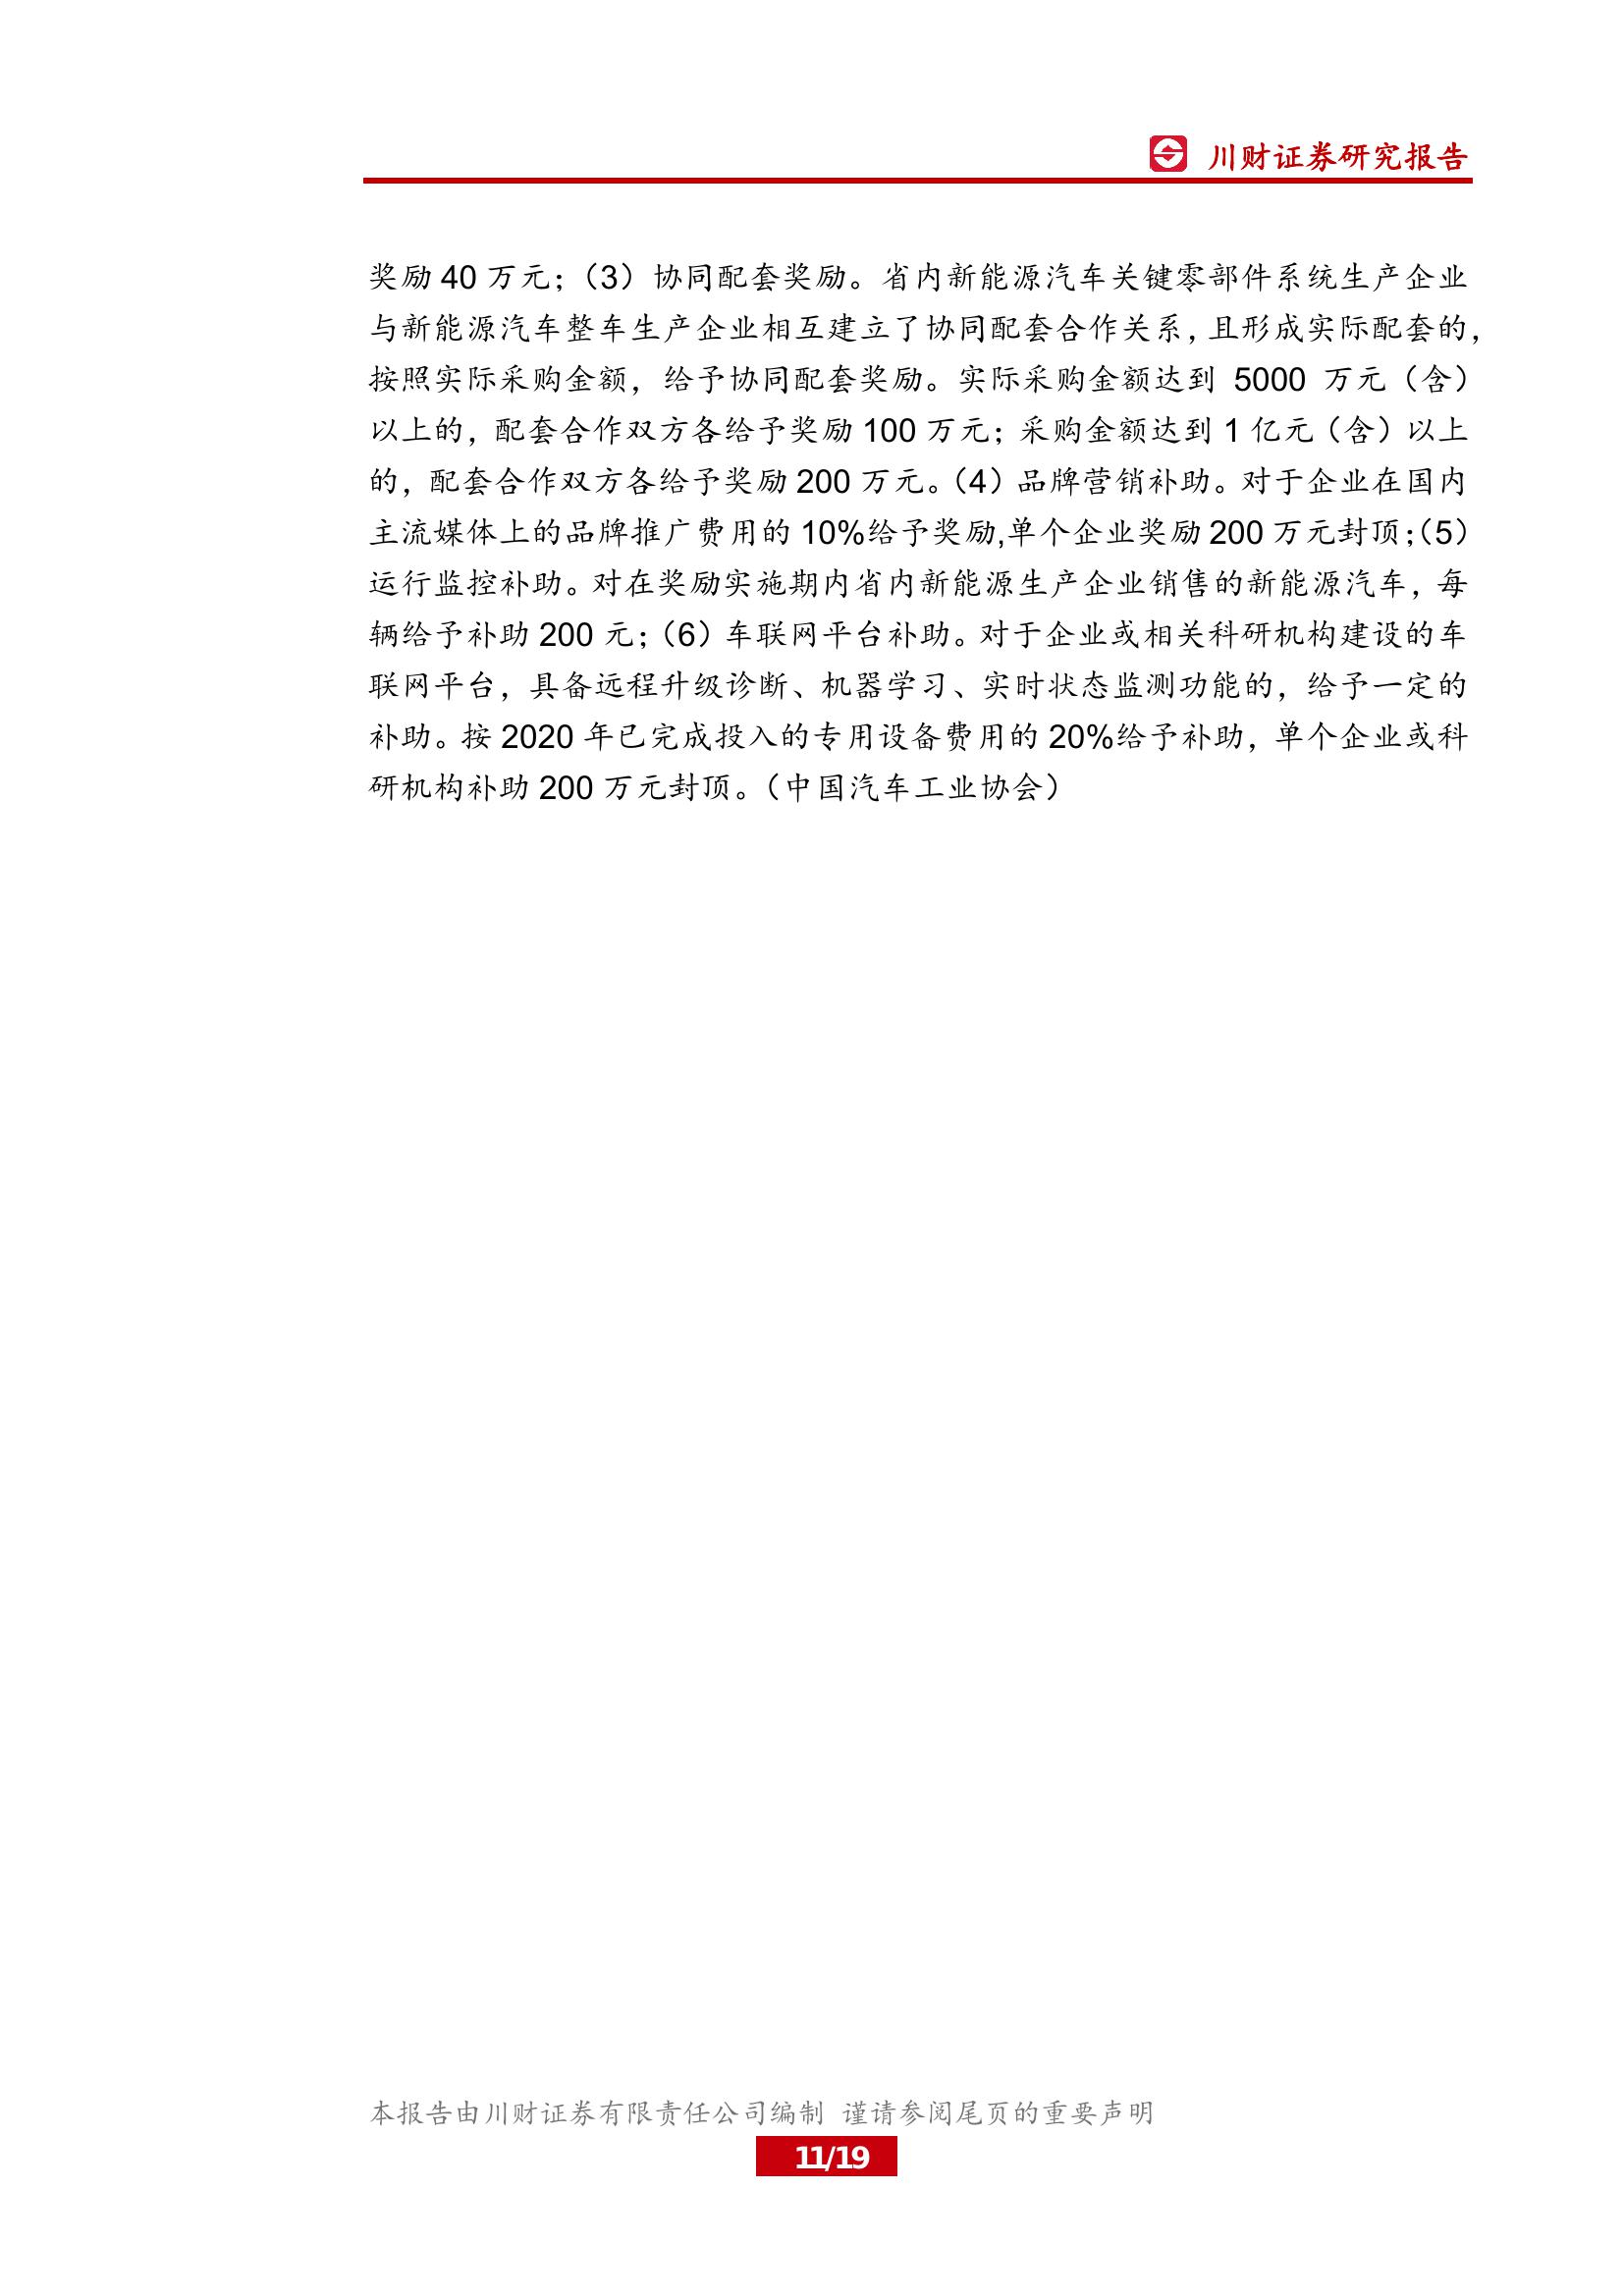 川财证券研究报告
奖励 40 万元；（3）协同配套奖励。省内新能源汽车关键零部件系统生产企业
与新能源汽车整车生产企业相互建立了协同配套合作关系，且形成实际配套的，
按照实际采购金额，给予协同配套奖励。实际采购金额达到 5000 万元（含）
以上的，配套合作双方各给予奖励 100 万元；采购金额达到 1 亿元（含）以上
的，配套合作双方各给予奖励 200 万元。（4）品牌营销补助。对于企业在国内
主流媒体上的品牌推广费用的 10%给予奖励,单个企业奖励 200 万元封顶；（5）
运行监控补助。对在奖励实施期内省内新能源生产企业销售的新能源汽车，每
辆给予补助 200 元；（6）车联网平台补助。对于企业或相关科研机构建设的车
联网平台，具备远程升级诊断、机器学习、实时状态监测功能的，给予一定的
补助。按 2020 年已完成投入的专用设备费用的 20%给予补助，单个企业或科
研机构补助 200 万元封顶。（中国汽车工业协会）
本报告由川财证券有限责任公司编制 谨请参阅尾页的重要声明
11/19